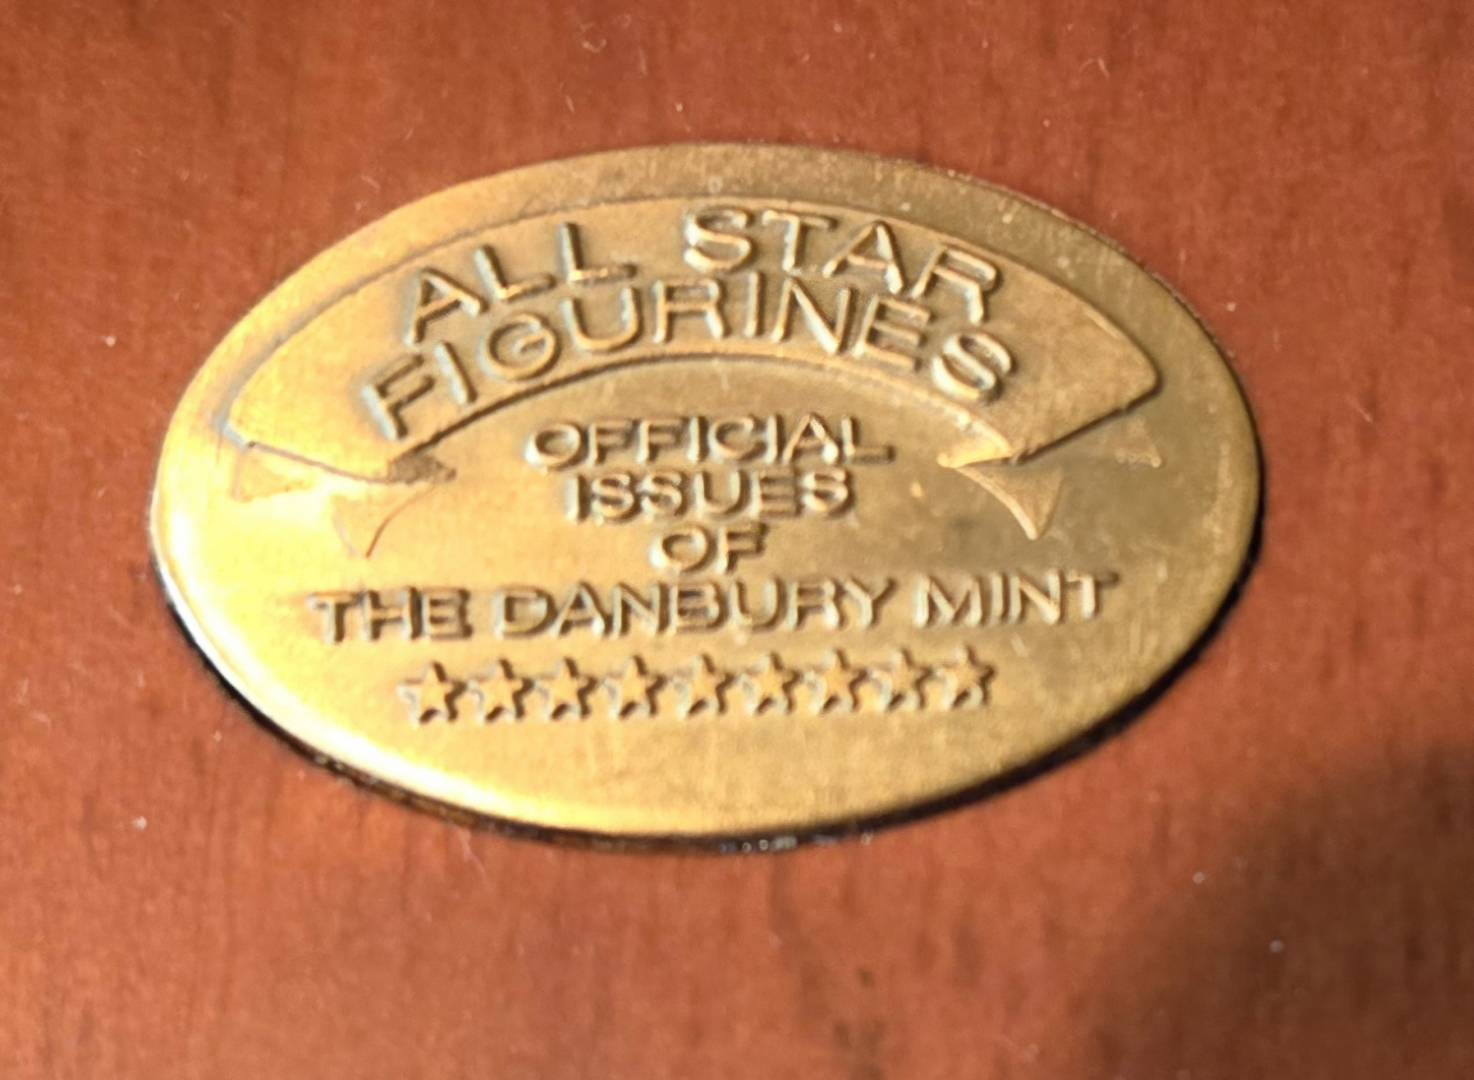 ALL STAR
FIGURINES
OFFICIAL
ISSUES
OF
THE DANBURY MINT